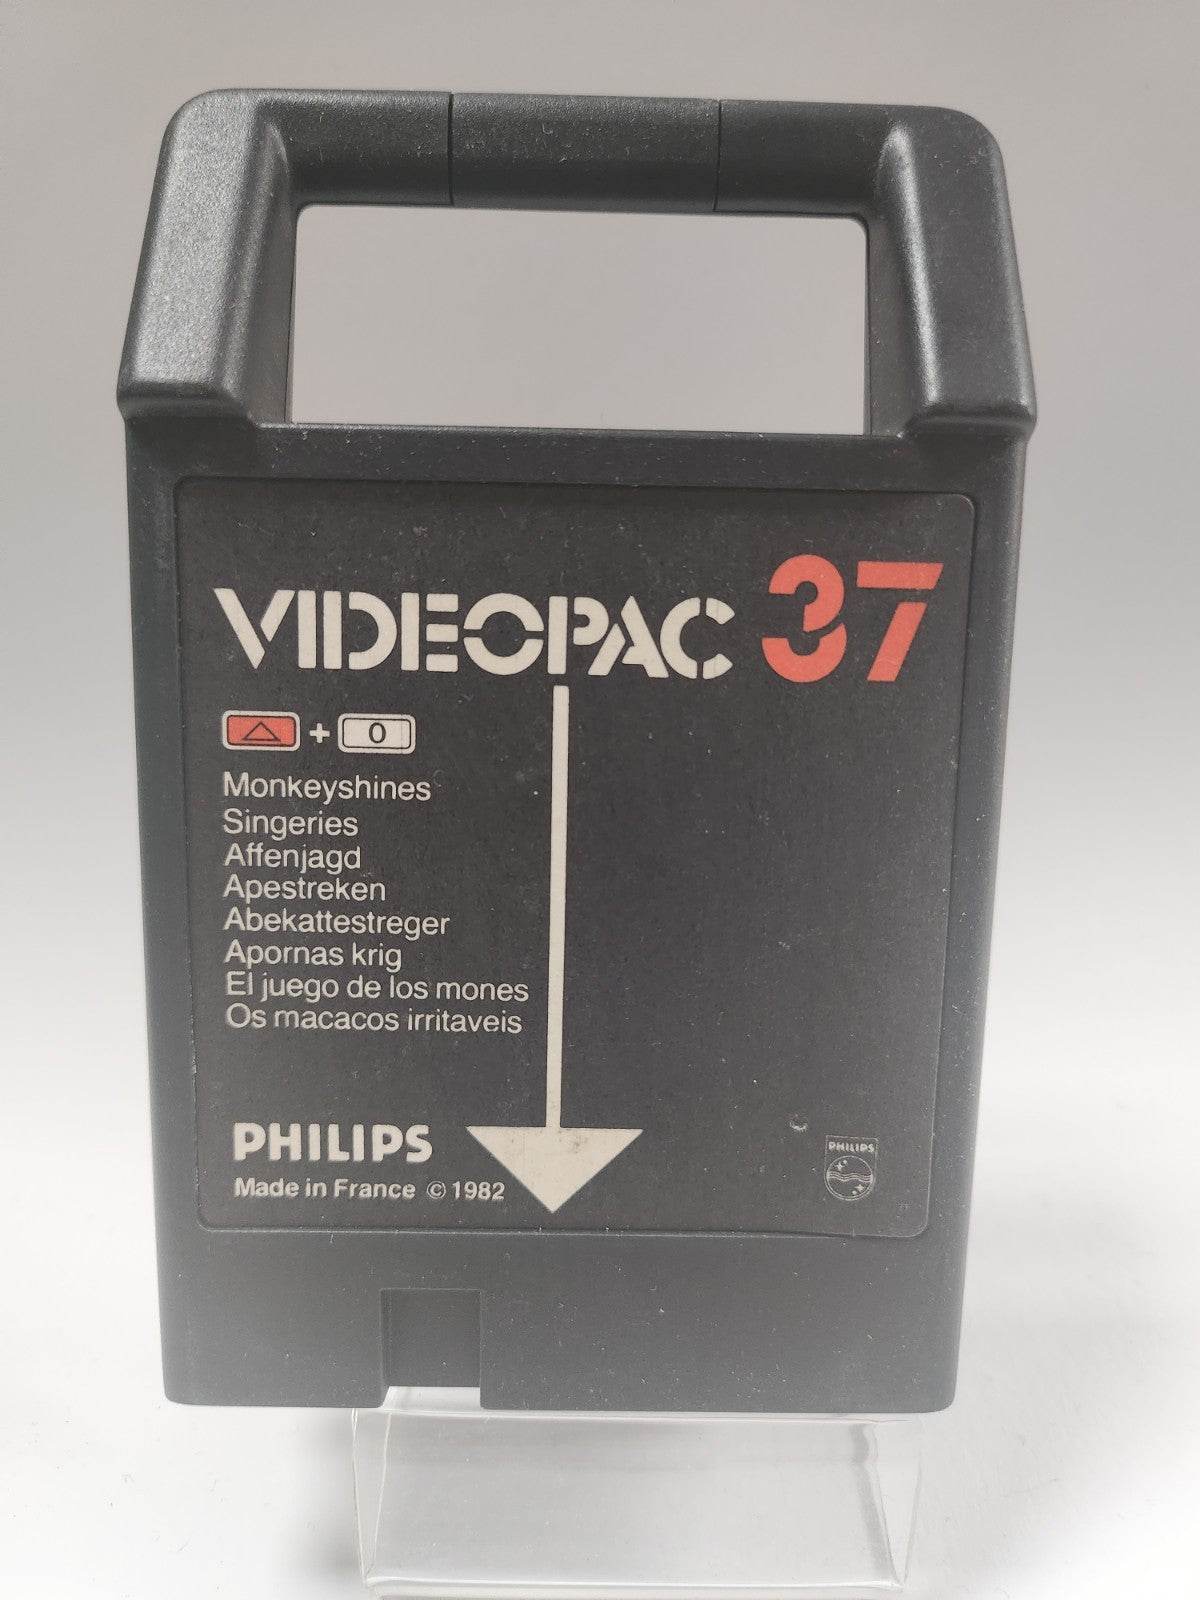 VIDEOPAC 37
+ 0
Monkeyshines
Singeries
Affenjagd
Apestreken
Abekattestreger
Apornas krig
El juego de los mones
Os macacos irritaveis
PHILIPS
Made in France © 1982
PHILIPS